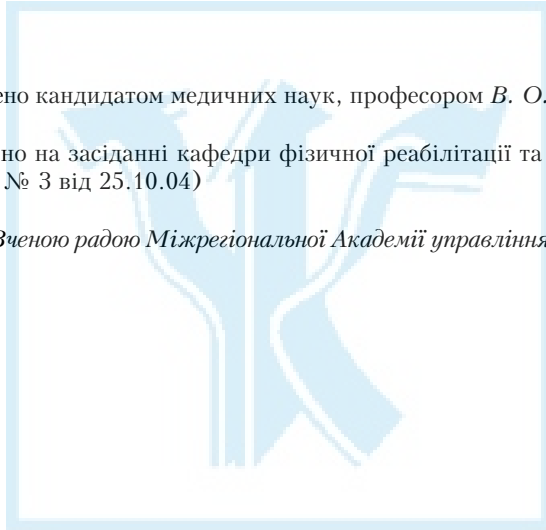 ено кандидатом медичних наук, професором В. О.
но на засіданні кафедри фізичної реабілітації та
№ 3 від 25.10.04)
Вченою радою Міжрегіональної Академії управління